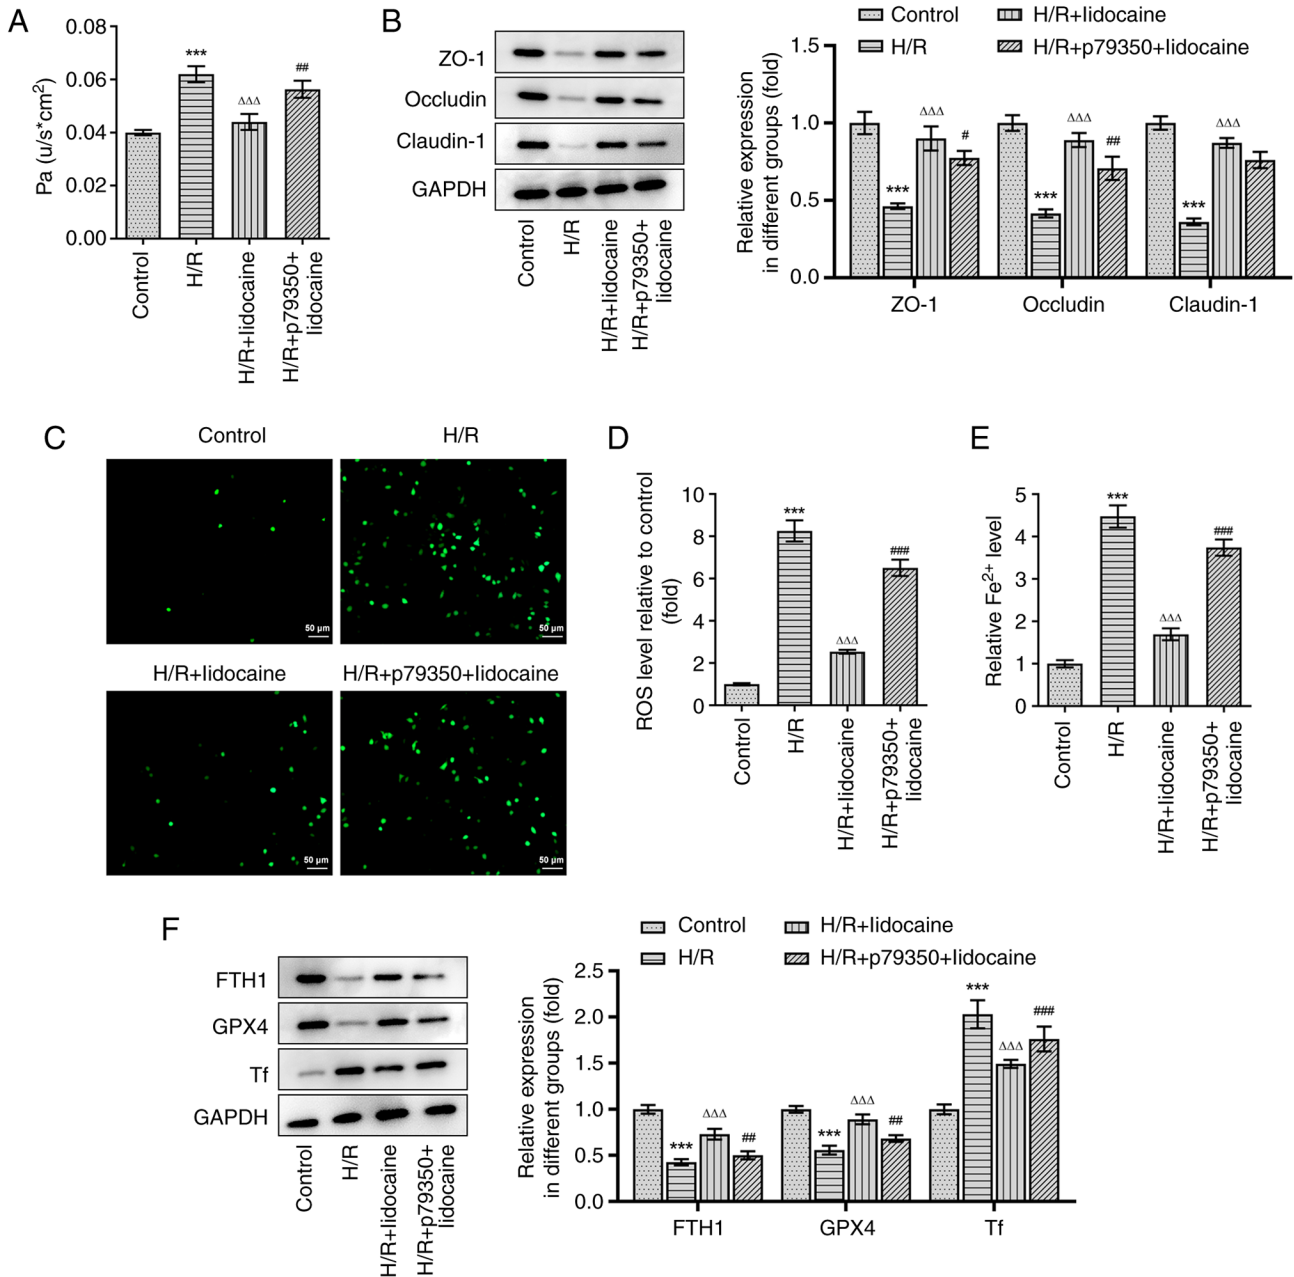 A
Pa (u/s*cm2)
0.08
0.06
0.04
0.02
0.00
***
ΔΔΔ
##
Control
H/R
H/R+lidocaine
H/R+p79350+
lidocaine
B
ZO-1
Occludin
Claudin-1
GAPDH
Control
H/R
H/R+lidocaine
H/R+p79350+
lidocaine
Control
H/R+lidocaine
H/R
H/R+p79350+lidocaine
Relative expression
in different groups (fold)
1.5
1.0
0.5
0.0
***
ΔΔΔ
#
***
ΔΔΔ
##
***
ΔΔΔ
ZO-1
Occludin
Claudin-1
C
Control
H/R
50 μm
50 μm
H/R+lidocaine
H/R+p79350+lidocaine
50 μm
50 μm
D
ROS level relative to control
(fold)
10
8
6
4
2
0
***
ΔΔΔ
###
Control
H/R
H/R+lidocaine
H/R+p79350+
lidocaine
E
Relative Fe2+ level
5
4
3
2
1
0
***
ΔΔΔ
###
Control
H/R
H/R+lidocaine
H/R+p79350+
lidocaine
F
FTH1
GPX4
Tf
GAPDH
Control
H/R
H/R+lidocaine
H/R+p79350+
lidocaine
Control
H/R+lidocaine
H/R
H/R+p79350+lidocaine
Relative expression
in different groups (fold)
2.5
2.0
1.5
1.0
0.5
0.0
***
ΔΔΔ
##
***
ΔΔΔ
##
***
ΔΔΔ
###
FTH1
GPX4
Tf